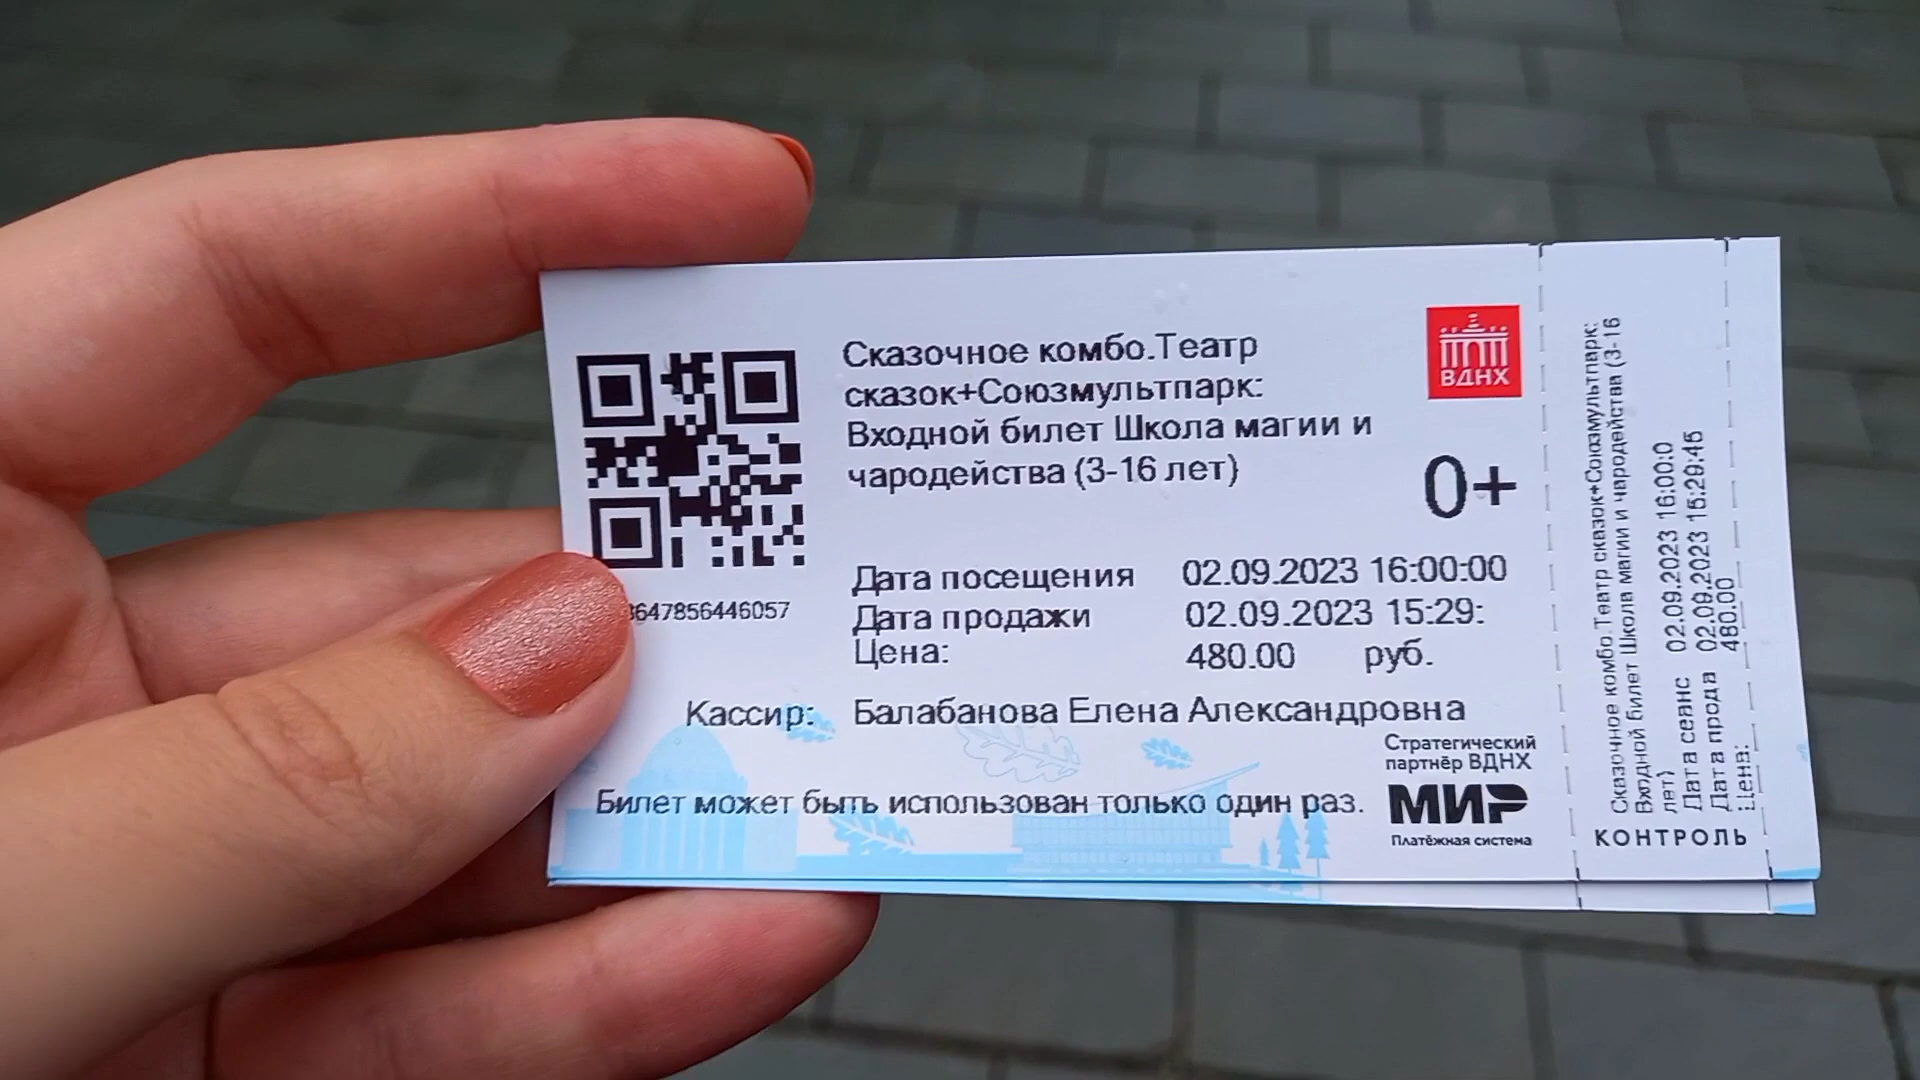 Сказочное комбо.Театр
сказок+Союзмультпарк:
Входной билет Школа магии и
чародейства (3-16 лет)
ВДНХ
0+
Дата посещения 02.09.2023 16:00:00
Дата продажи 02.09.2023 15:29:
Цена: 480.00 руб.
647856446057
Кассир: Балабанова Елена Александровна
Стратегический
партнёр ВДНХ
Билет может быть использован только один раз.
МИР
Платёжная система
Сказочное комбо.Театр сказок+Союзмультпарк:
Входной билет Школа магии и чародейства (3-16
лет)
Дата сеанс 02.09.2023 16:00:0
Дата прода 02.09.2023 15:29:45
Цена: 480.00
КОНТРОЛЬ